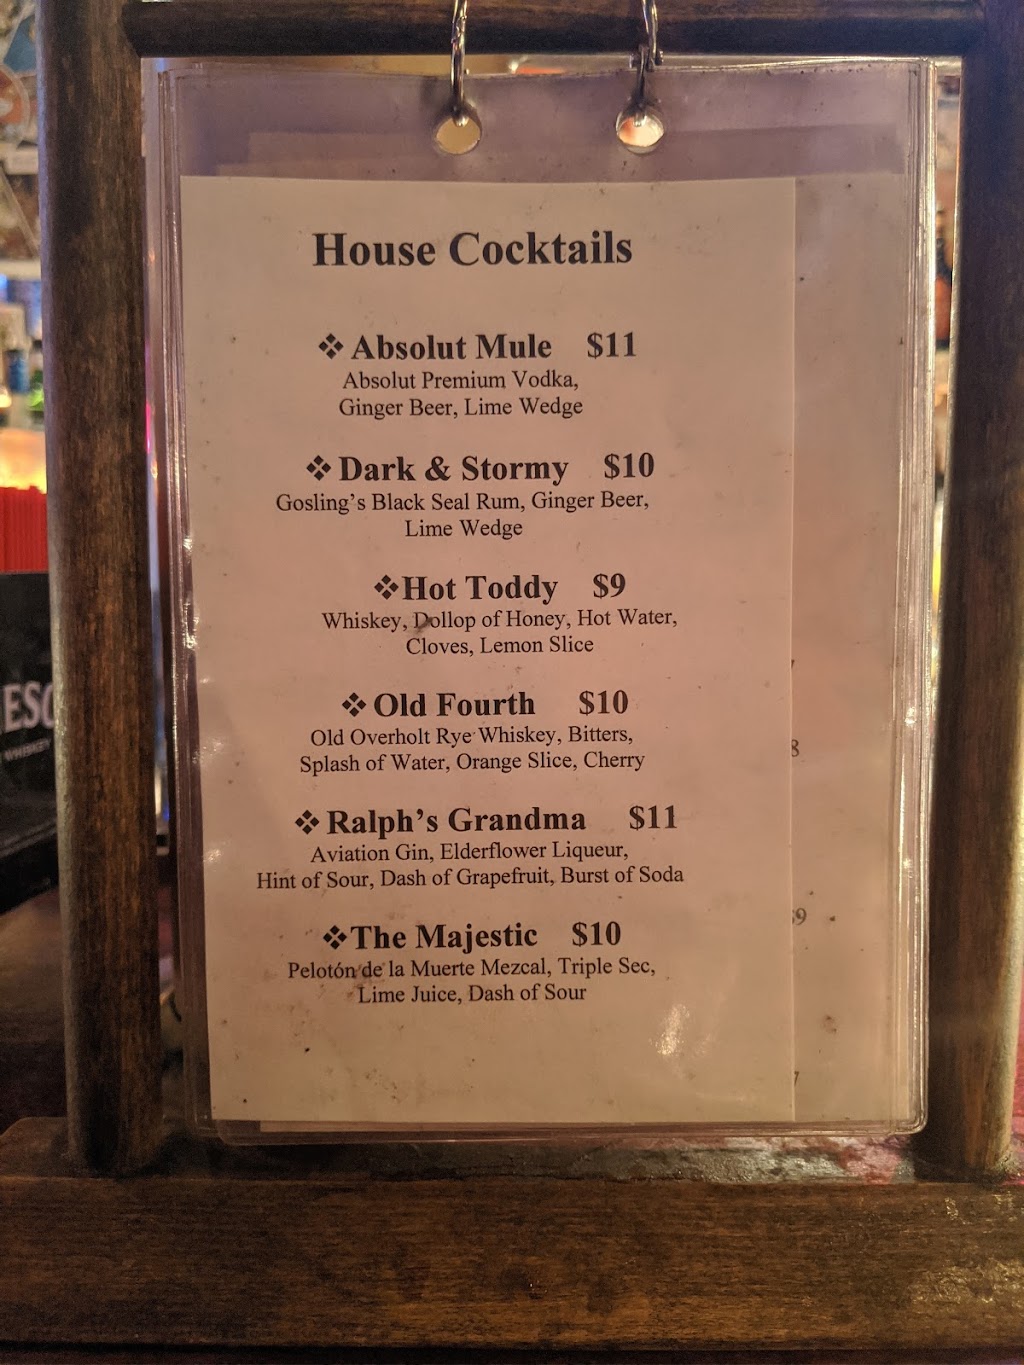 House Cocktails
❖ Absolut Mule $11
Absolut Premium Vodka,
Ginger Beer, Lime Wedge
❖ Dark & Stormy $10
Gosling's Black Seal Rum, Ginger Beer,
Lime Wedge
❖Hot Toddy $9
Whiskey, Dollop of Honey, Hot Water,
Cloves, Lemon Slice
❖ Old Fourth $10
Old Overholt Rye Whiskey, Bitters,
Splash of Water, Orange Slice, Cherry
❖ Ralph's Grandma $11
Aviation Gin, Elderflower Liqueur,
Hint of Sour, Dash of Grapefruit, Burst of Soda
❖The Majestic $10
Pelotón de la Muerte Mezcal, Triple Sec,
Lime Juice, Dash of Sour
WHISKEY
8